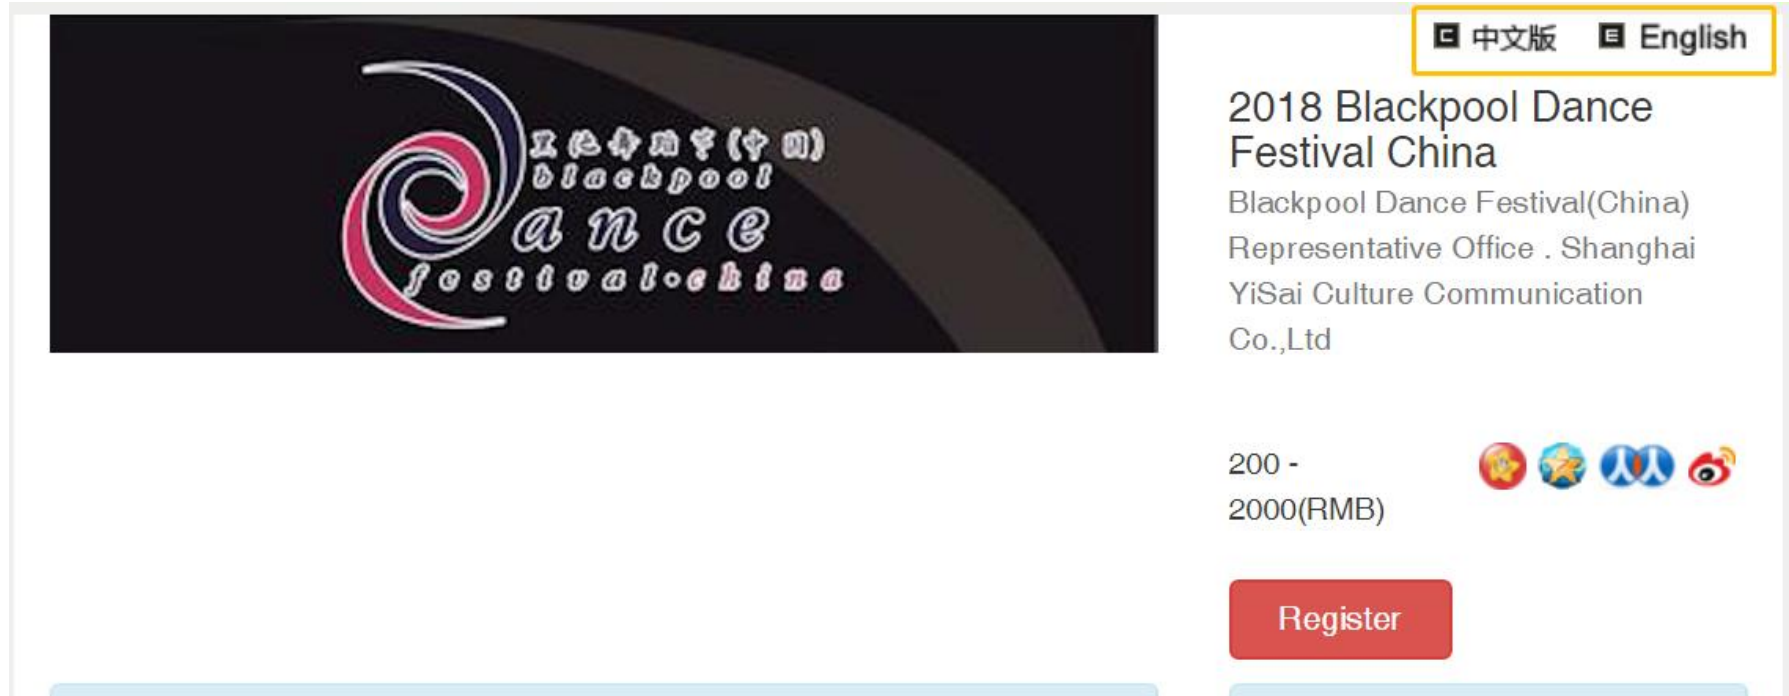 C 中文版 E English
黑池舞蹈节(中国)
blackpool
Dance
festival·china
2018 Blackpool Dance
Festival China
Blackpool Dance Festival(China)
Representative Office . Shanghai
YiSai Culture Communication
Co.,Ltd
200 -
2000(RMB)
Register